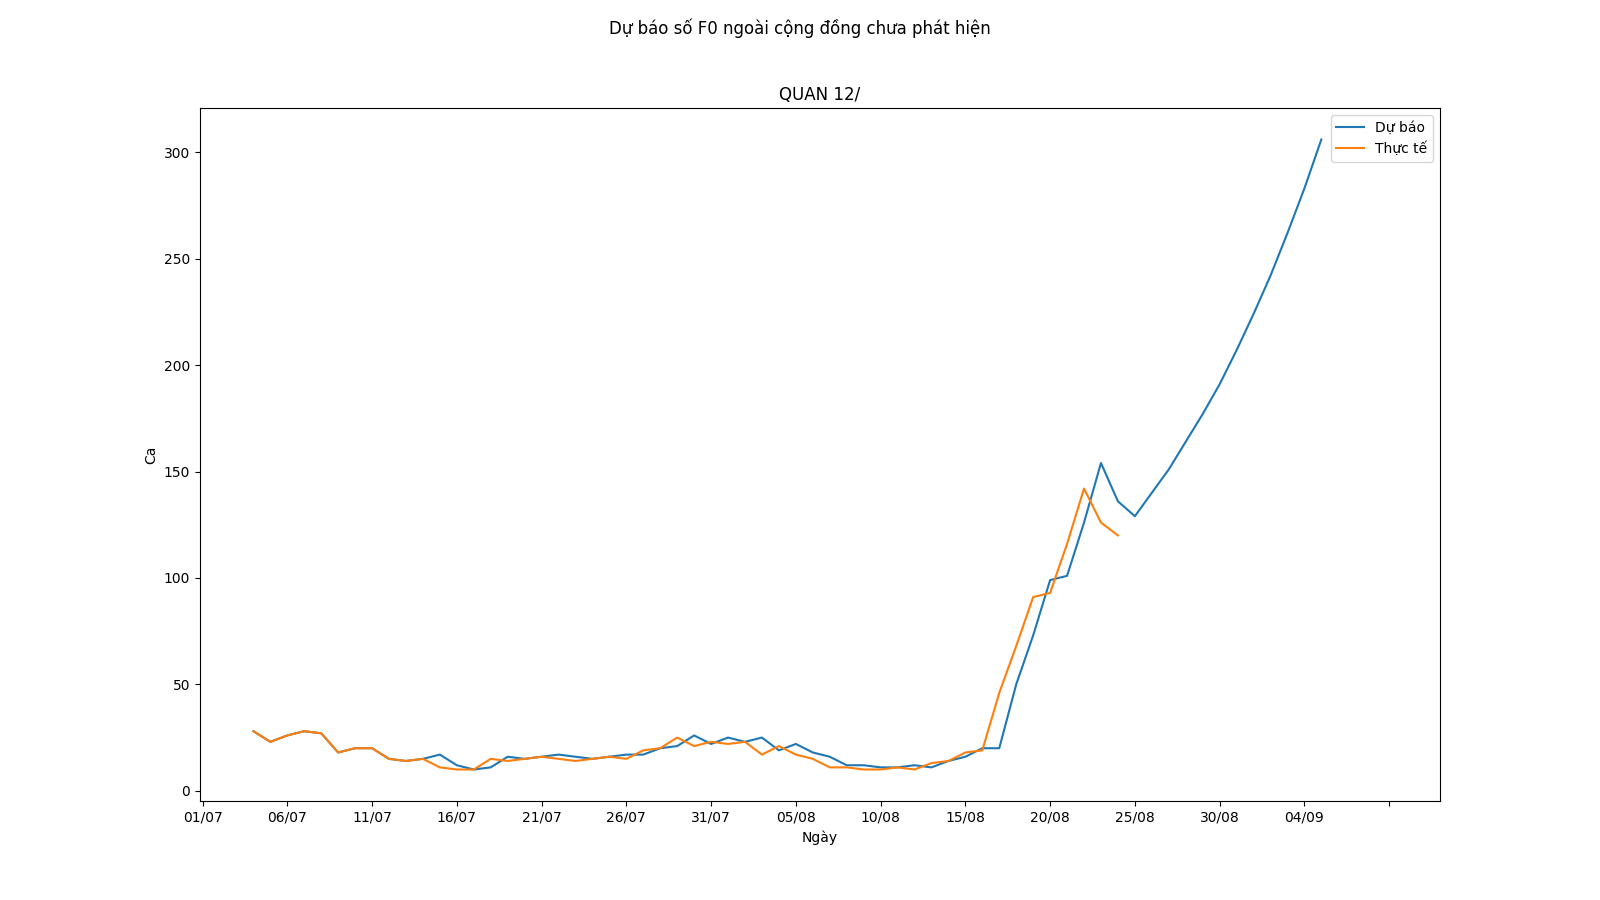 Dự báo số F0 ngoài cộng đồng chưa phát hiện
QUAN 12/
Dự báo
Thực tế
300
250
200
150
100
50
0
Ca
01/07 06/07 11/07 16/07 21/07 26/07 31/07 05/08 10/08 15/08 20/08 25/08 30/08 04/09
Ngày